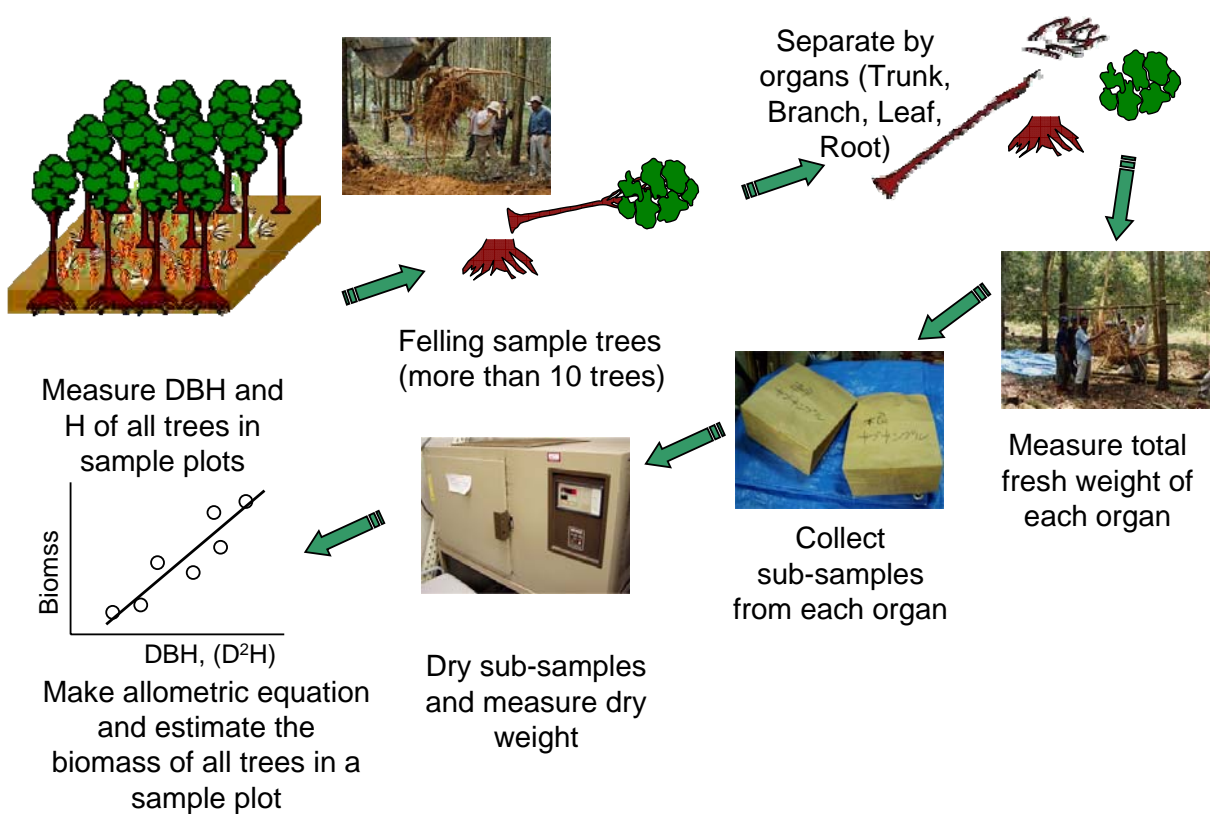 Measure DBH and
H of all trees in
sample plots
Felling sample trees
(more than 10 trees)
Separate by
organs (Trunk,
Branch, Leaf,
Root)
Measure total
fresh weight of
each organ
Collect
sub-samples
from each organ
Dry sub-samples
and measure dry
weight
Biomss
DBH, (D²H)
Make allometric equation
and estimate the
biomass of all trees in a
sample plot